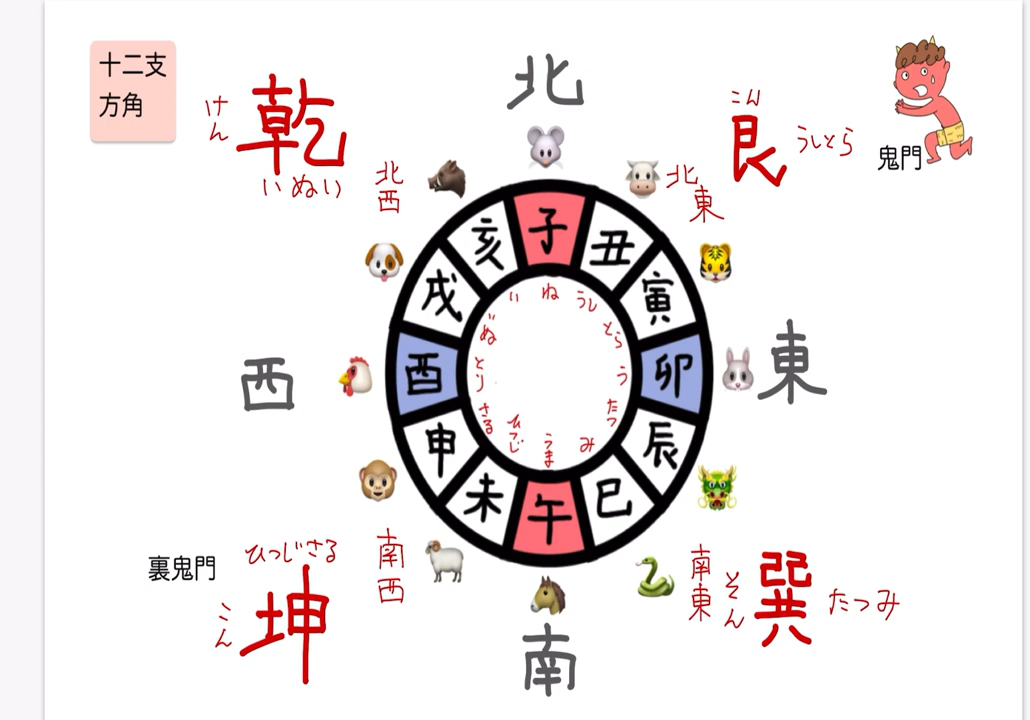 十二支
方角
北
けん
乾
いぬい
北西
こん
艮
うしとら
北東
鬼門
子
丑
寅
卯
辰
巳
午
未
申
酉
戌
亥
ね
うし
とら
う
たつ
み
うま
ひつじ
さる
とり
いぬ
い
西
東
裏鬼門
ひつじさる
こん
坤
南西
南
南東
そん
巽
たつみ